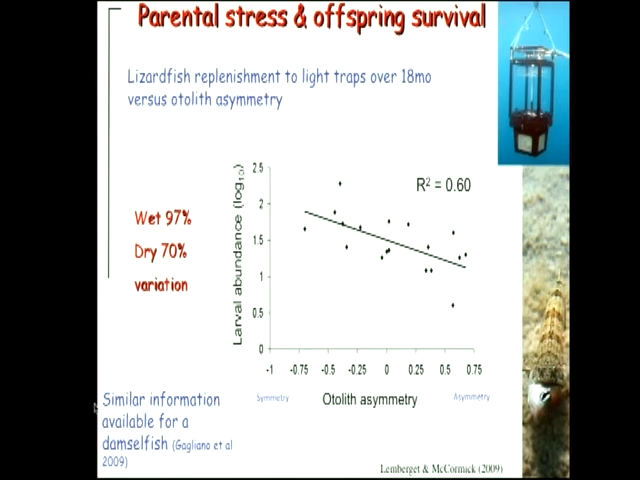 Parental stress & offspring survival
Lizardfish replenishment to light traps over 18mo
versus otolith asymmetry
Wet 97%
Dry 70%
variation
Larval abundance (log10)
2.5
2
1.5
1
0.5
0
R² = 0.60
-1 -0.75 -0.5 -0.25 0 0.25 0.5 0.75
Symmetry Otolith asymmetry Asymmetry
Similar information
available for a
damselfish (Gagliano et al
2009)
Lemberget & McCormick (2009)